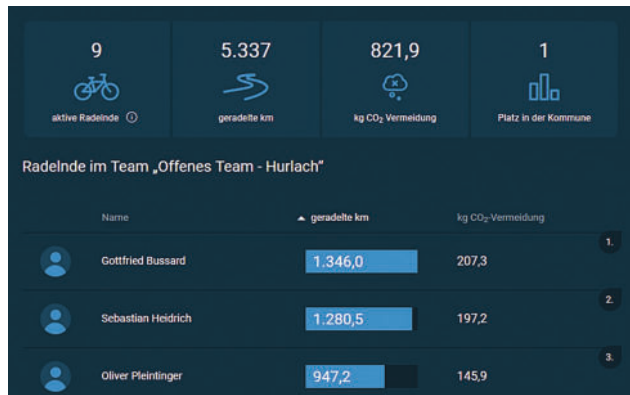 9 5.337 821,9 1
aktive Radelnde ⓘ geradelte km kg CO₂ Vermeidung Platz in der Kommune
Radelnde im Team „Offenes Team - Hurlach“
Name ▲ geradelte km kg CO₂-Vermeidung
1.
Gottfried Bussard 1.346,0 207,3
2.
Sebastian Heidrich 1.280,5 197,2
3.
Oliver Pleintinger 947,2 145,9